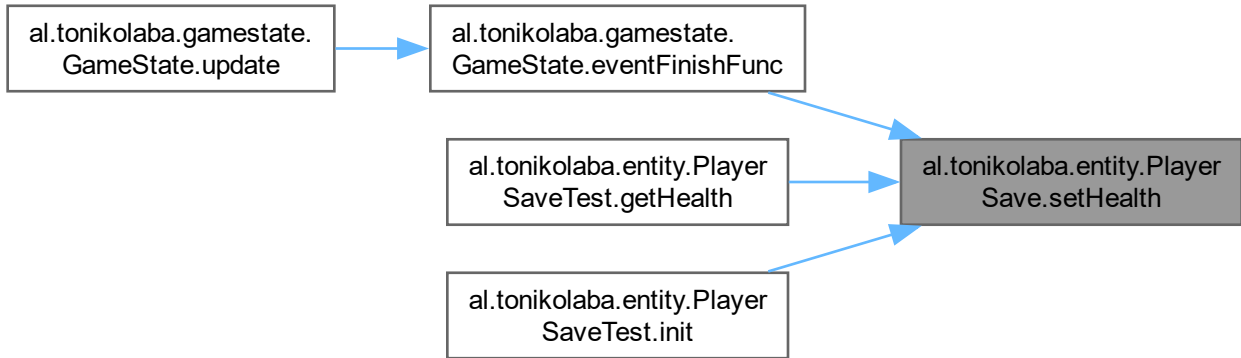 al.tonikolaba.gamestate.
GameState.update
al.tonikolaba.gamestate.
GameState.eventFinishFunc
al.tonikolaba.entity.Player
SaveTest.getHealth
al.tonikolaba.entity.Player
Save.setHealth
al.tonikolaba.entity.Player
SaveTest.init